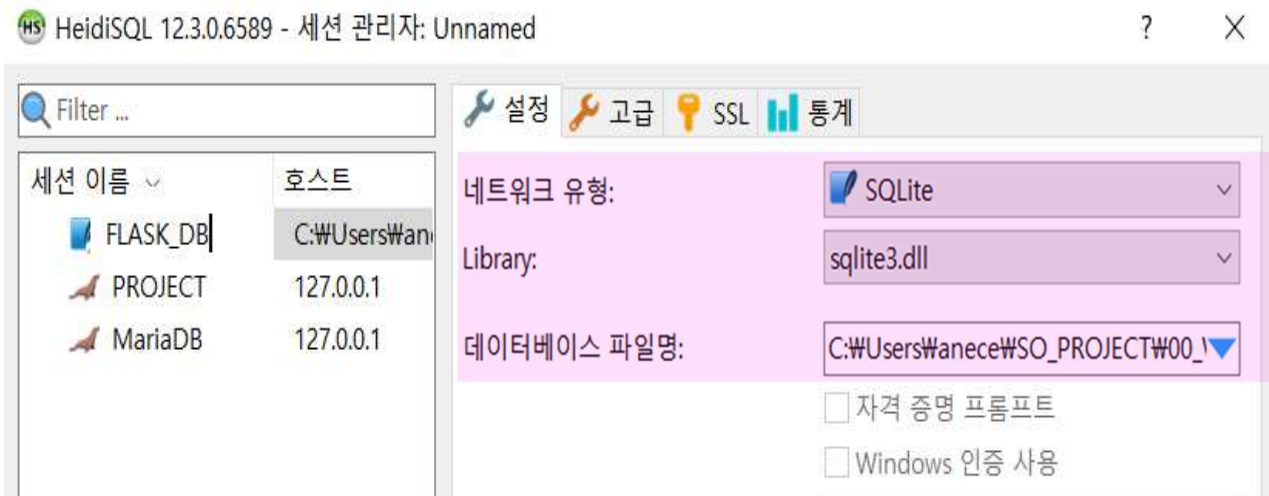 HS HeidiSQL 12.3.0.6589 - 세션 관리자: Unnamed ? X
Filter ...
설정 고급 SSL 통계
세션 이름 호스트
FLASK_DB C:₩Users₩ane
PROJECT 127.0.0.1
MariaDB 127.0.0.1
네트워크 유형: SQLite
Library: sqlite3.dll
데이터베이스 파일명: C:₩Users₩anece₩SO_PROJECT₩00_
자격 증명 프롬프트
Windows 인증 사용